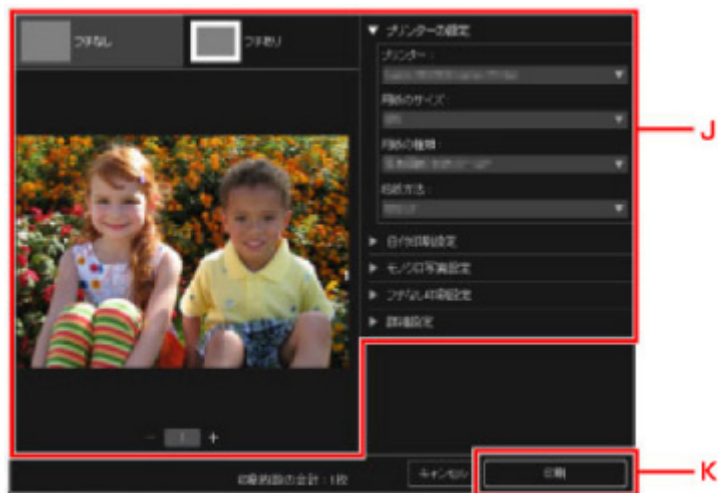 フチなし
フチあり
▼ プリンターの設定
プリンター：
用紙のサイズ：
用紙の種類：
給紙方法：
J
▶ 日付印刷設定
▶ モノクロ写真設定
▶ フチなし印刷設定
▶ 詳細設定
− 1 +
印刷枚数の合計：1枚
キャンセル
印刷
K